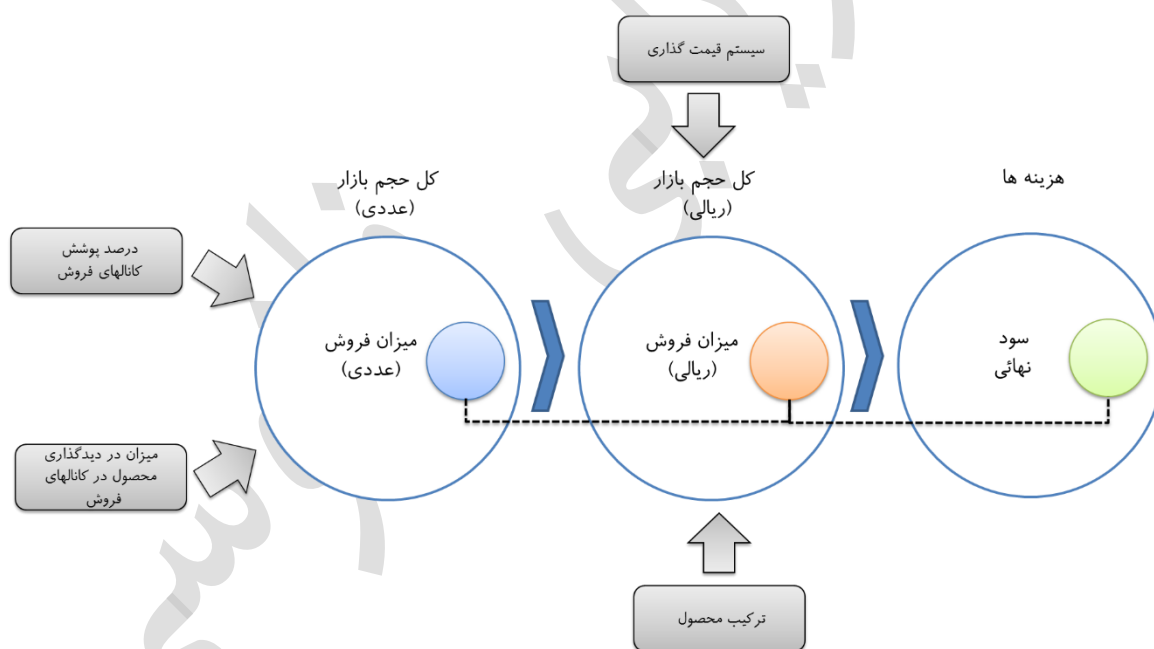 سیستم قیمت گذاری
کل حجم بازار
(عددی)
کل حجم بازار
(ریالی)
هزینه ها
درصد پوشش
کانالهای فروش
میزان فروش
(عددی)
میزان فروش
(ریالی)
سود
نهائی
میزان در دیدگذاری
محصول در کانالهای
فروش
ترکیب محصول